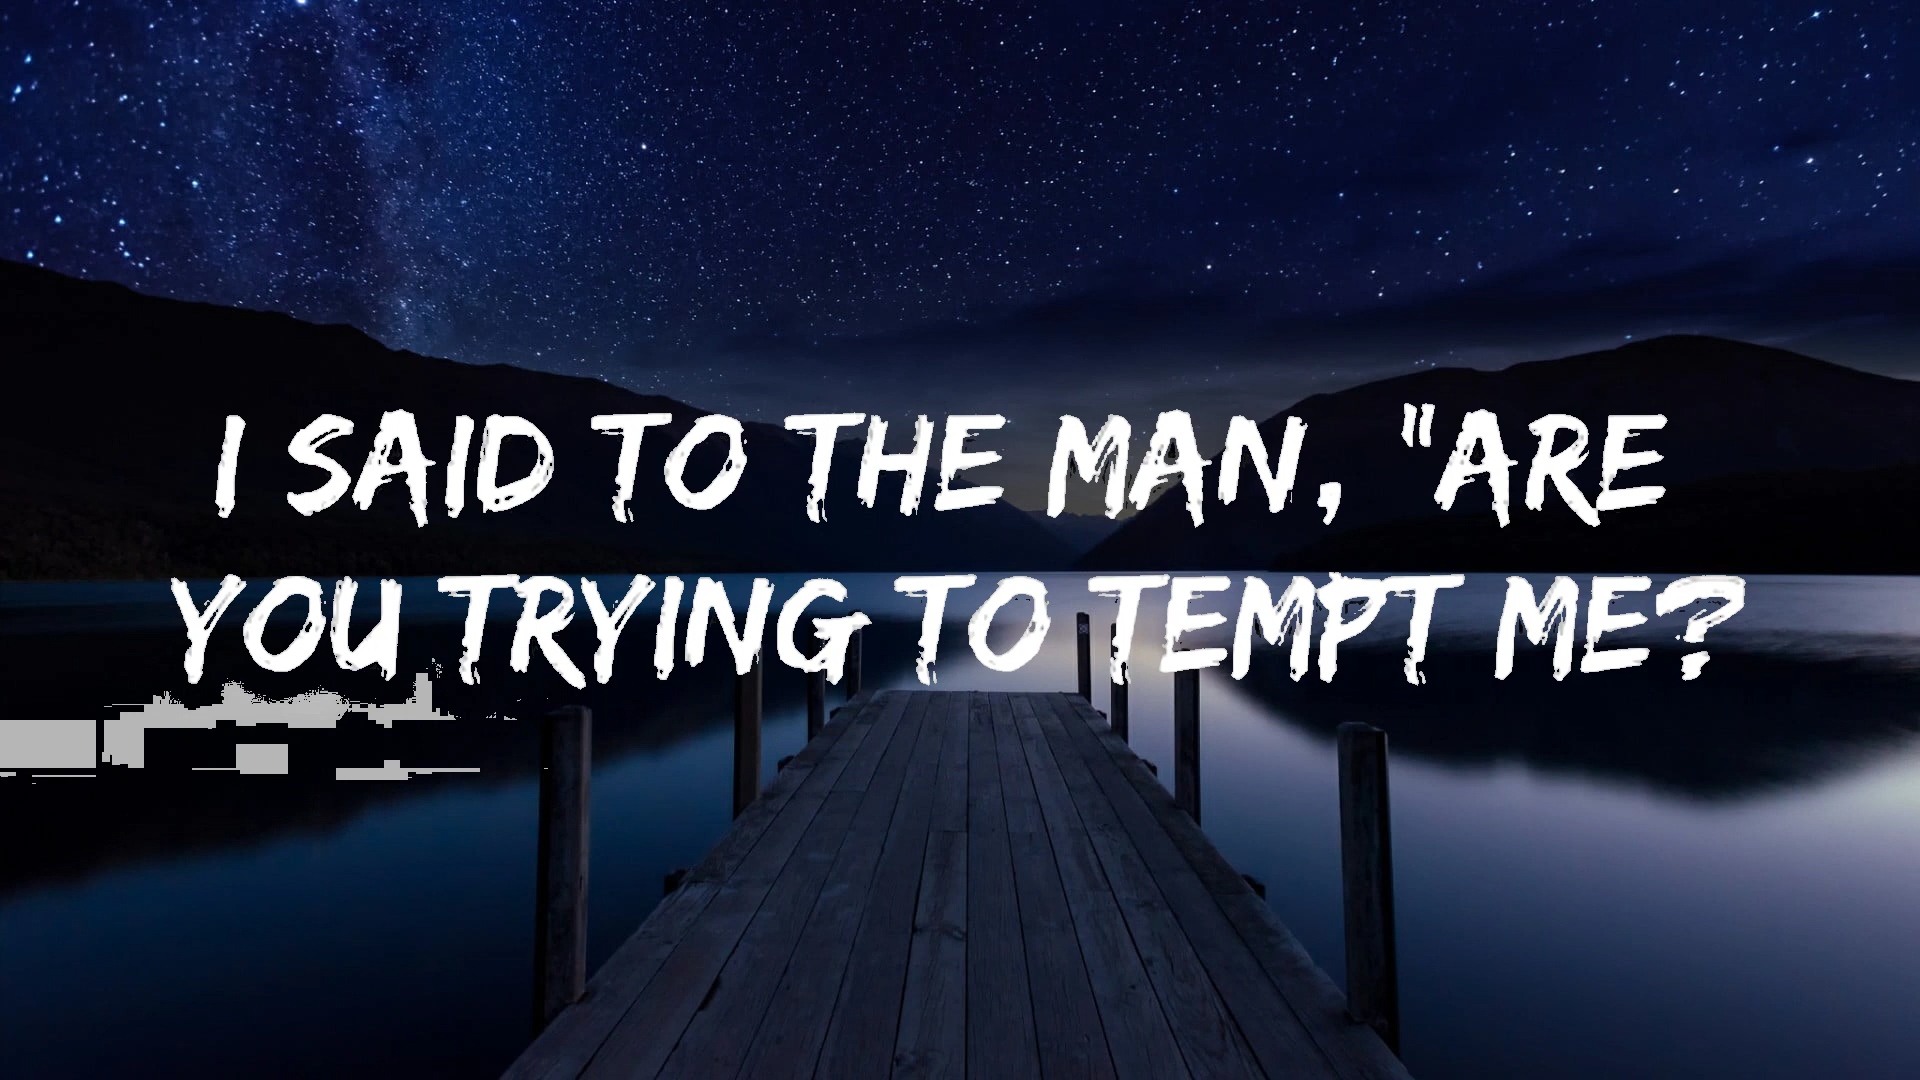 I SAID TO THE MAN, "ARE
YOU TRYING TO TEMPT ME?